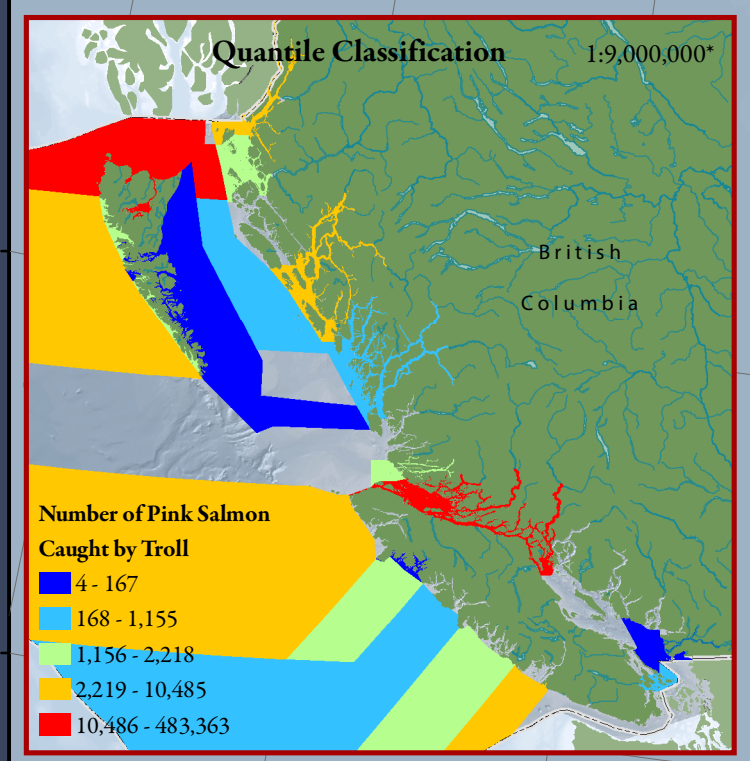 Quantile Classification
1:9,000,000*
British
Columbia
Number of Pink Salmon
Caught by Troll
4 - 167
168 - 1,155
1,156 - 2,218
2,219 - 10,485
10,486 - 483,363